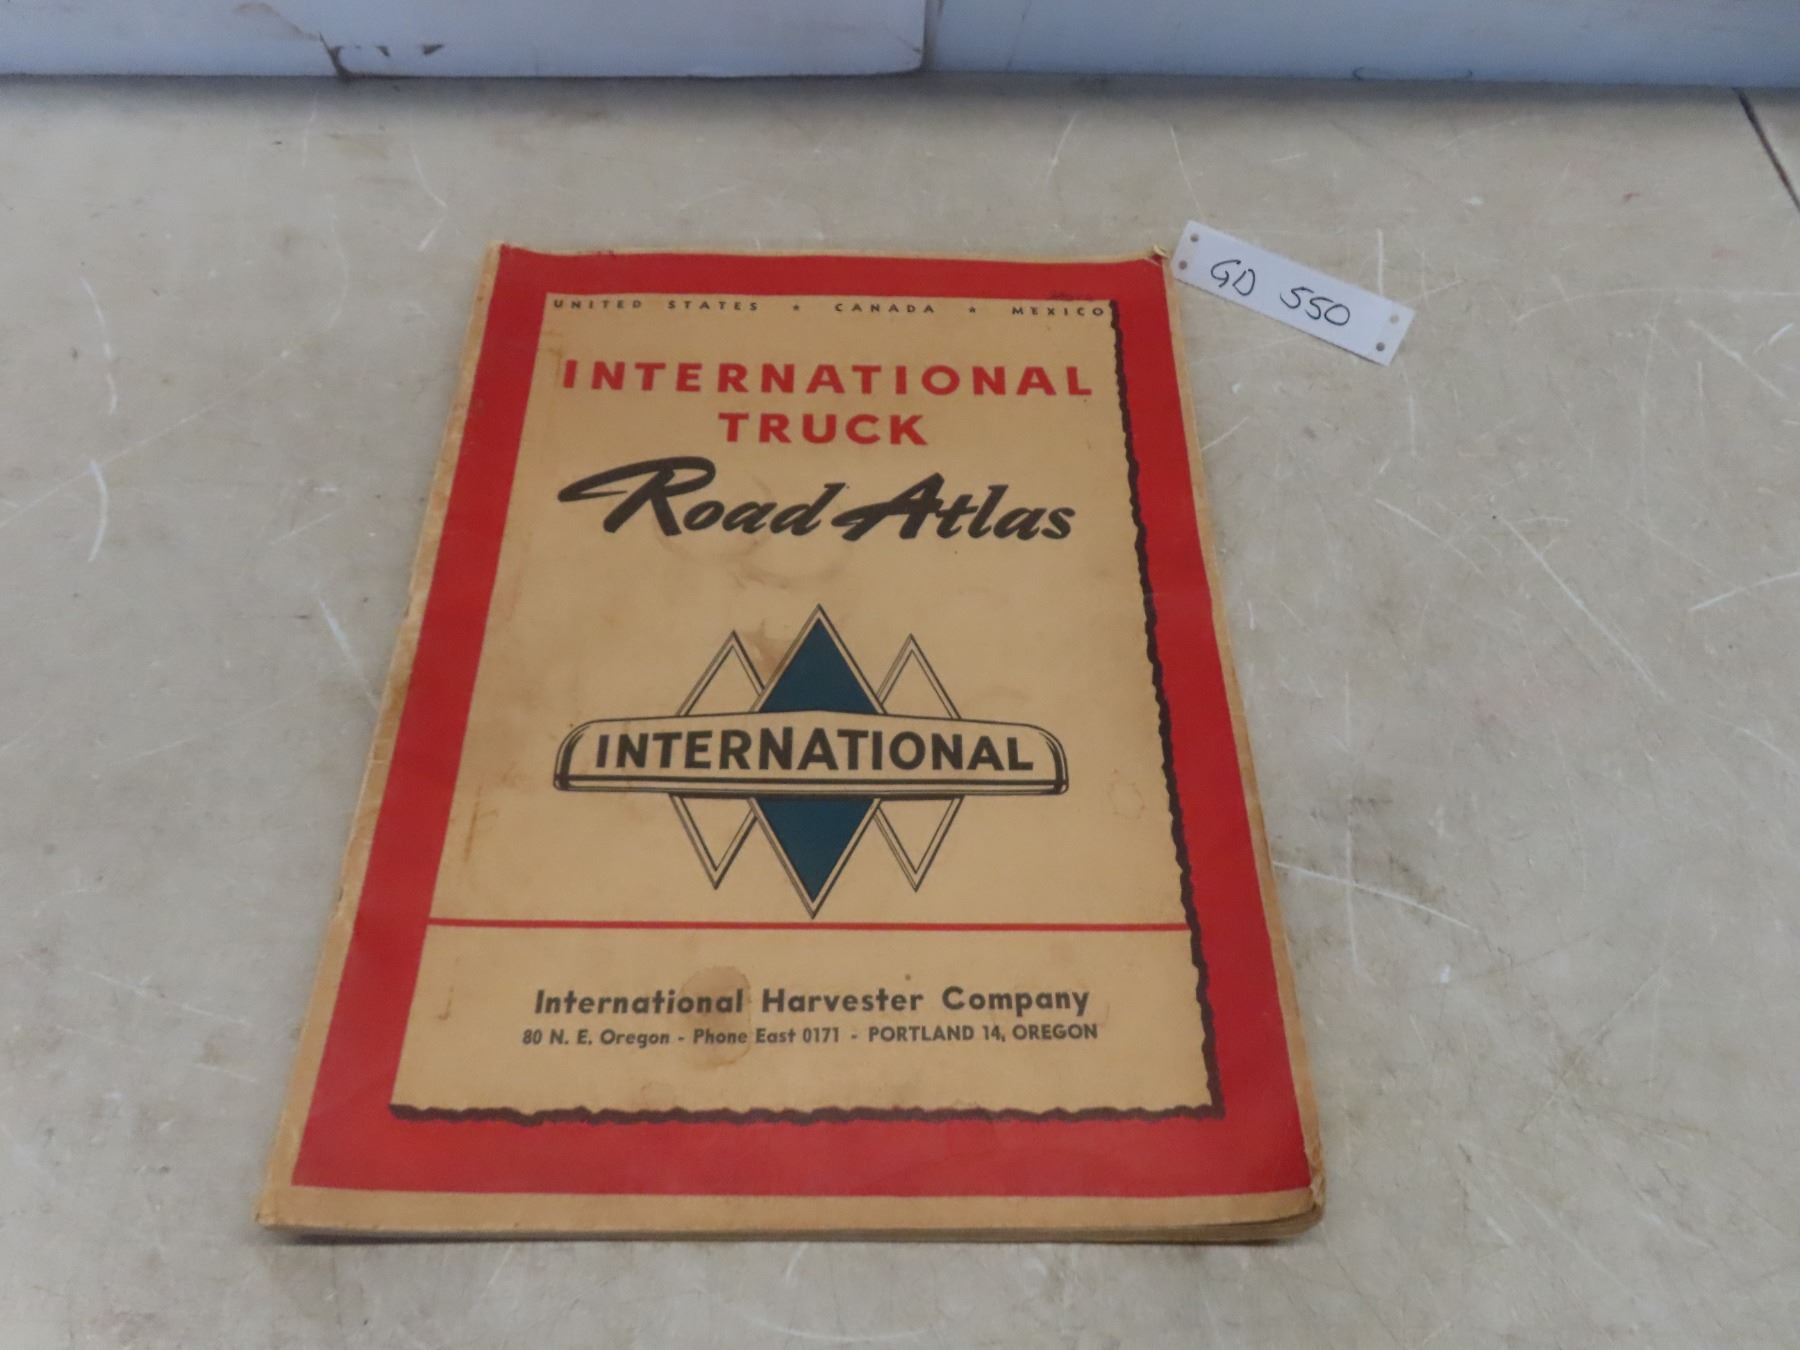 UNITED STATES ★ CANADA ★ MEXICO
INTERNATIONAL
TRUCK
Road Atlas
INTERNATIONAL
International Harvester Company
80 N. E. Oregon - Phone East 0171 - PORTLAND 14, OREGON
GD 550